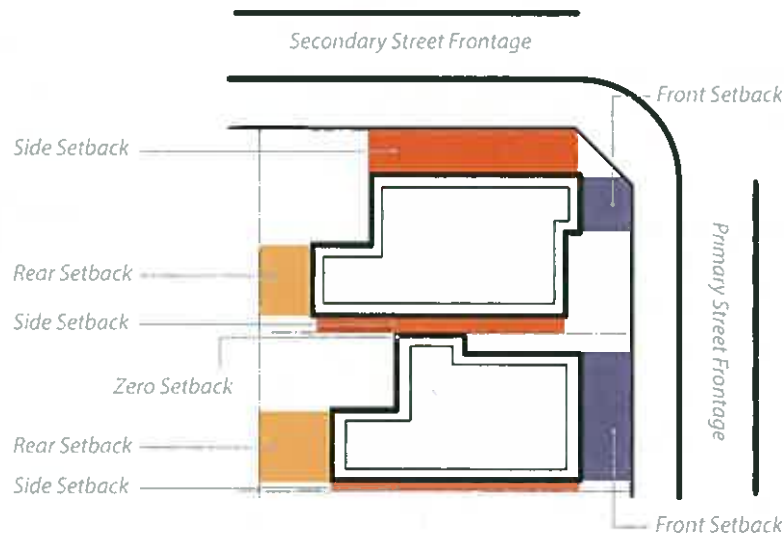 Secondary Street Frontage
Front Setback
Side Setback
Primary Street Frontage
Rear Setback
Side Setback
Zero Setback
Rear Setback
Side Setback
Front Setback